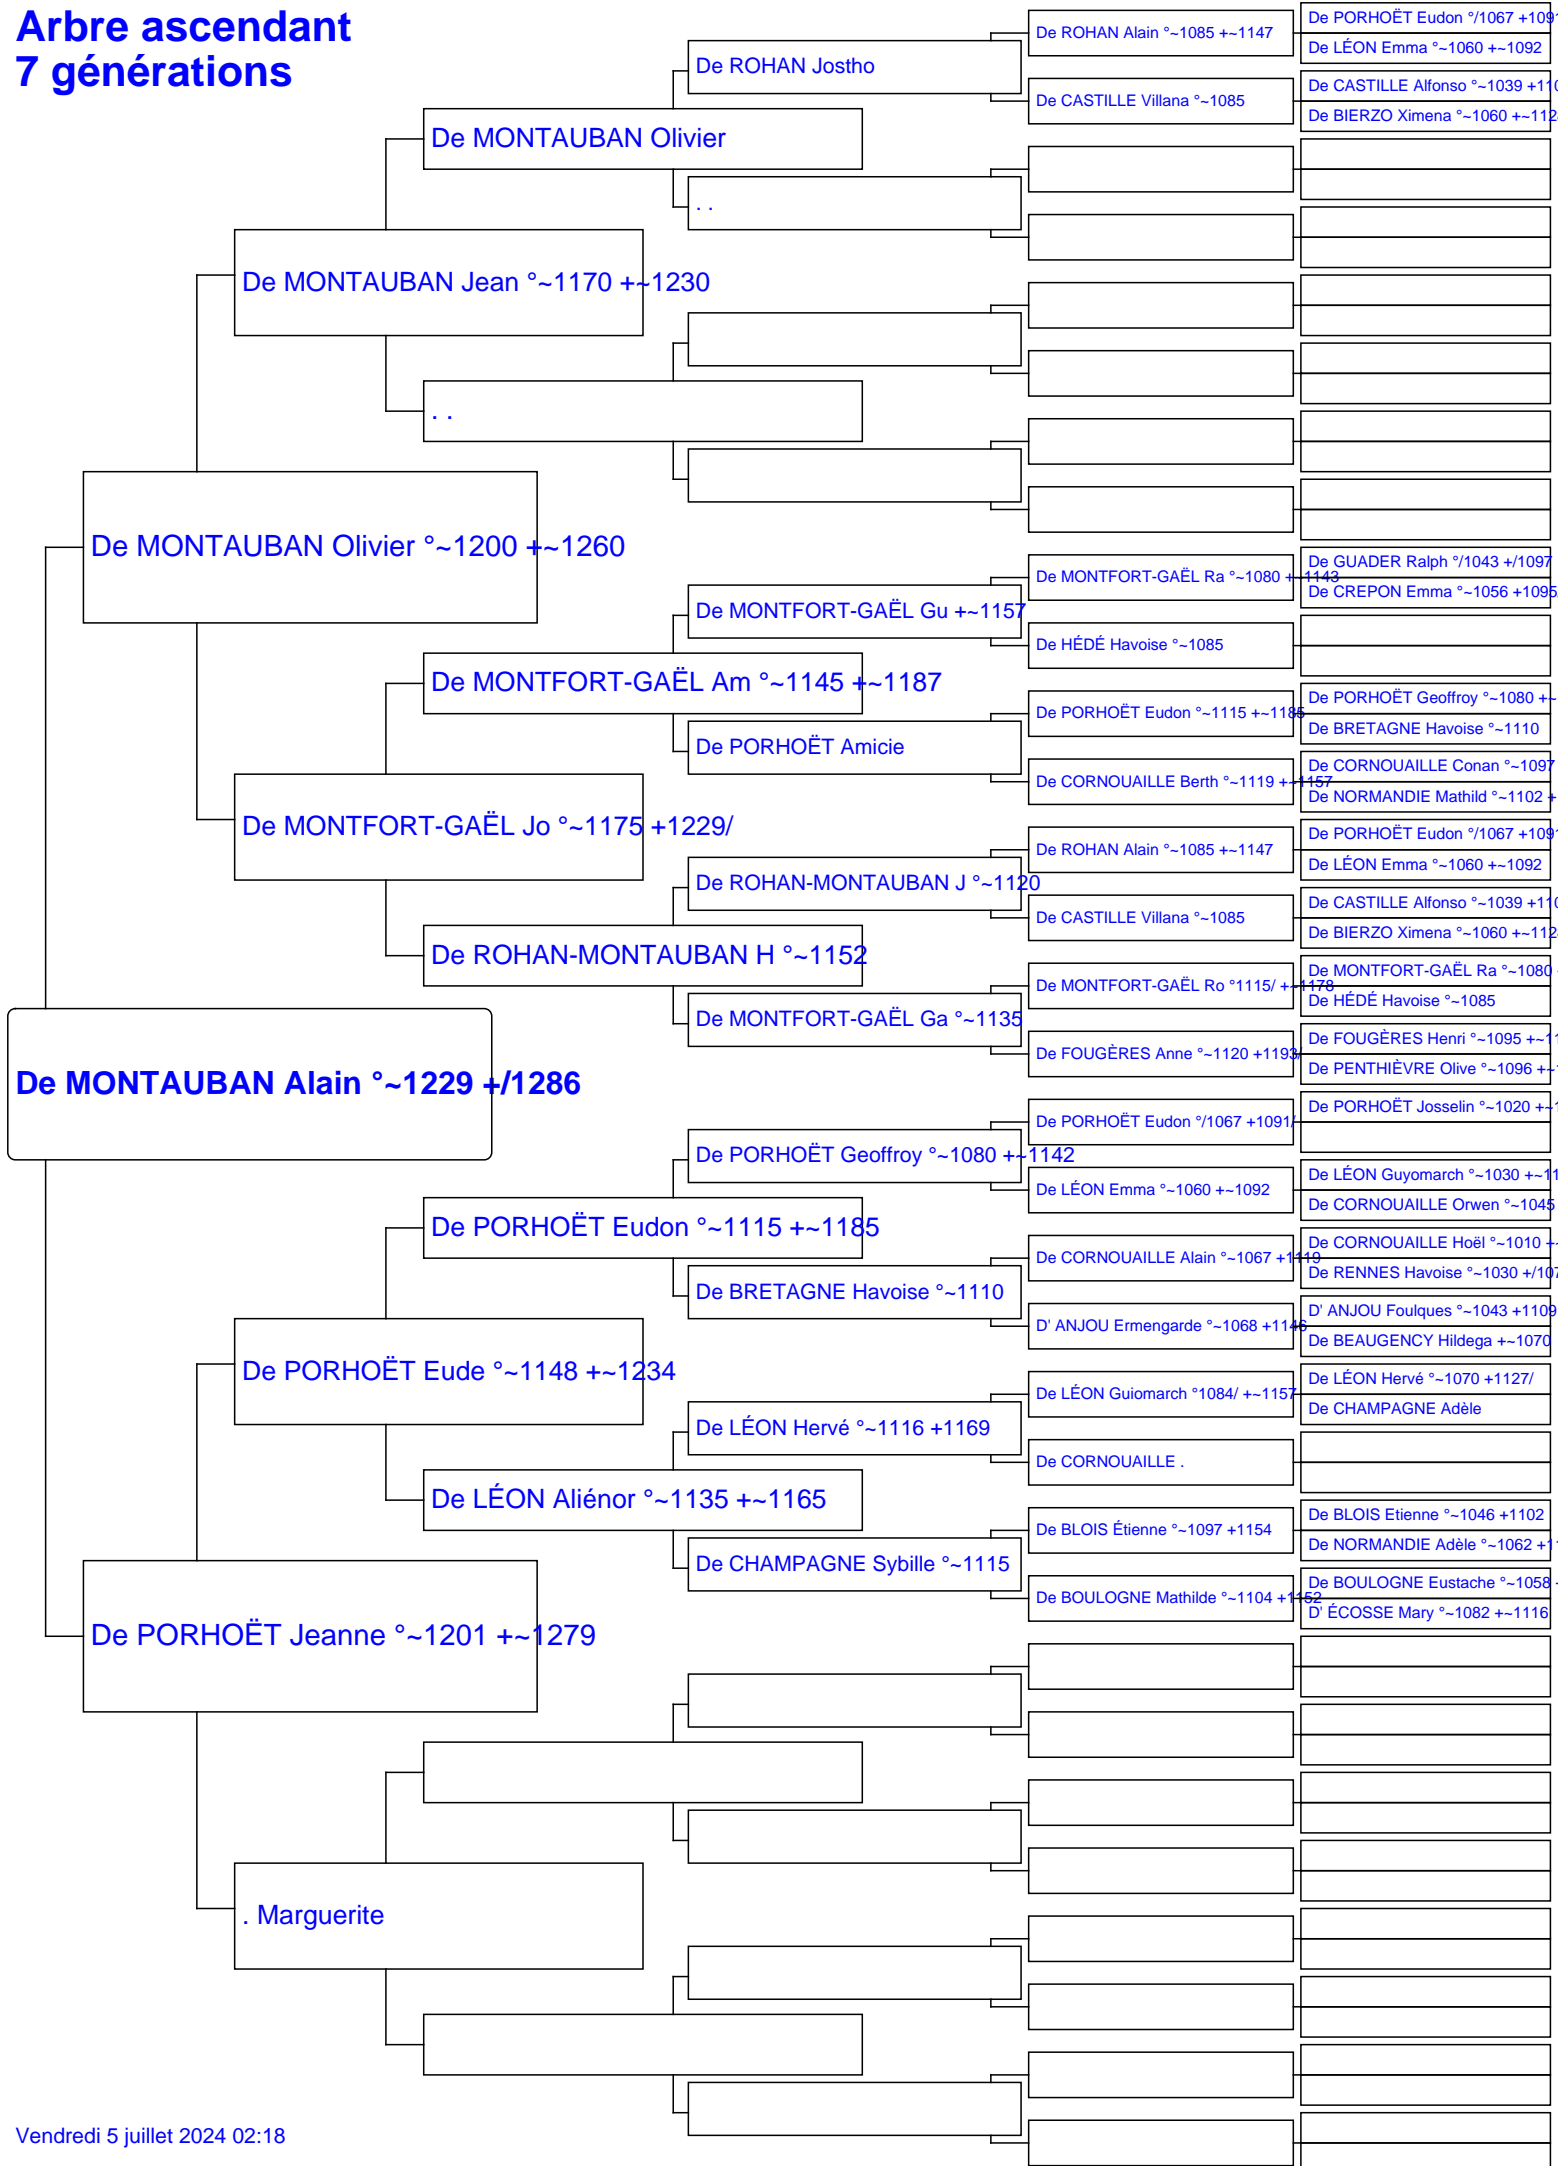 Arbre ascendant
7 générations
De MONTAUBAN Alain °~1229 +/1286
De MONTAUBAN Olivier °~1200 +~1260
De PORHOËT Jeanne °~1201 +~1279
De MONTAUBAN Jean °~1170 +~1230
De MONTFORT-GAËL Jo °~1175 +1229/
De PORHOËT Eude °~1148 +~1234
. Marguerite
De MONTAUBAN Olivier
. .
De MONTFORT-GAËL Am °~1145 +~1187
De ROHAN-MONTAUBAN H °~1152
De PORHOËT Eudon °~1115 +~1185
De LÉON Aliénor °~1135 +~1165
De ROHAN Jostho
. .
De MONTFORT-GAËL Gu +~1157
De PORHOËT Amicie
De ROHAN-MONTAUBAN J °~1120
De MONTFORT-GAËL Ga °~1135
De PORHOËT Geoffroy °~1080 +~1142
De BRETAGNE Havoise °~1110
De LÉON Hervé °~1116 +1169
De CHAMPAGNE Sybille °~1115
De ROHAN Alain °~1085 +~1147
De CASTILLE Villana °~1085
De MONTFORT-GAËL Ra °~1080 +~1143
De HÉDÉ Havoise °~1085
De PORHOËT Eudon °~1115 +~1185
De CORNOUAILLE Berth °~1119 +~1157
De ROHAN Alain °~1085 +~1147
De CASTILLE Villana °~1085
De MONTFORT-GAËL Ro °1115/ +~1178
De FOUGÈRES Anne °~1120 +1193/
De PORHOËT Eudon °/1067 +1091/
De LÉON Emma °~1060 +~1092
De CORNOUAILLE Alain °~1067 +1119
D' ANJOU Ermengarde °~1068 +1146
De LÉON Guiomarch °1084/ +~1157
De CORNOUAILLE .
De BLOIS Étienne °~1097 +1154
De BOULOGNE Mathilde °~1104 +1152
De PORHOËT Eudon °/1067 +1091
De LÉON Emma °~1060 +~1092
De CASTILLE Alfonso °~1039 +110
De BIERZO Ximena °~1060 +~112
De GUADER Ralph °/1043 +/1097
De CREPON Emma °~1056 +1095
De PORHOËT Geoffroy °~1080 +~
De BRETAGNE Havoise °~1110
De CORNOUAILLE Conan °~1097
De NORMANDIE Mathild °~1102 +
De PORHOËT Eudon °/1067 +1091
De LÉON Emma °~1060 +~1092
De CASTILLE Alfonso °~1039 +110
De BIERZO Ximena °~1060 +~112
De MONTFORT-GAËL Ra °~1080
De HÉDÉ Havoise °~1085
De FOUGÈRES Henri °~1095 +~11
De PENTHIÈVRE Olive °~1096 +~
De PORHOËT Josselin °~1020 +~1
De LÉON Guyomarch °~1030 +~11
De CORNOUAILLE Orwen °~1045
De CORNOUAILLE Hoël °~1010 +~
De RENNES Havoise °~1030 +/107
D' ANJOU Foulques °~1043 +1109
De BEAUGENCY Hildega +~1070
De LÉON Hervé °~1070 +1127/
De CHAMPAGNE Adèle
De BLOIS Etienne °~1046 +1102
De NORMANDIE Adèle °~1062 +1
De BOULOGNE Eustache °~1058
D' ÉCOSSE Mary °~1082 +~1116
Vendredi 5 juillet 2024 02:18